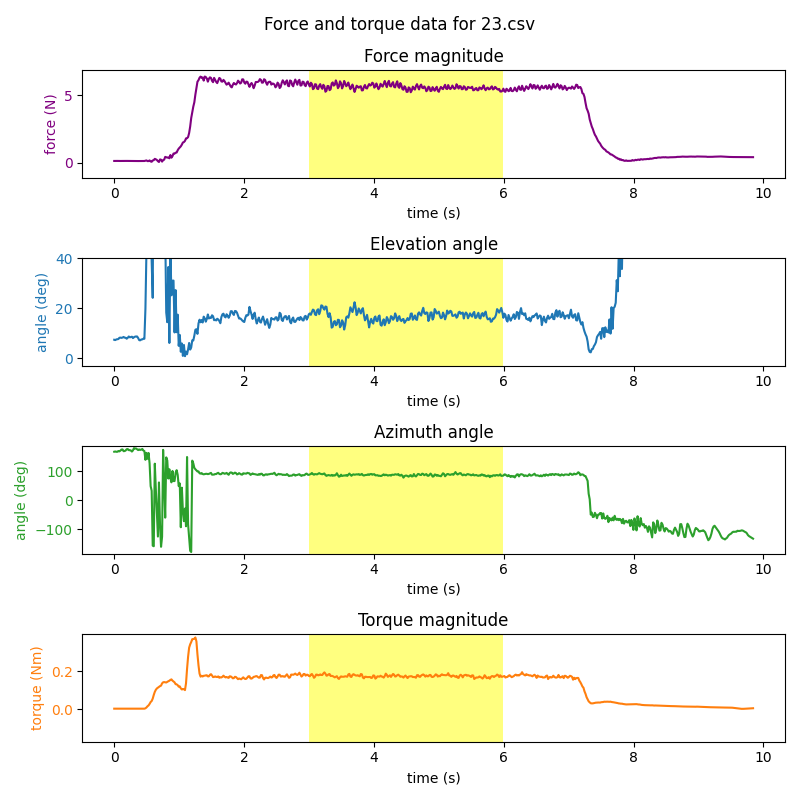 Force and torque data for 23.csv
Force magnitude
force (N)
5
0
0 2 4 6 8 10
time (s)
Elevation angle
angle (deg)
40
20
0
0 2 4 6 8 10
time (s)
Azimuth angle
angle (deg)
100
0
−100
0 2 4 6 8 10
time (s)
Torque magnitude
torque (Nm)
0.2
0.0
0 2 4 6 8 10
time (s)